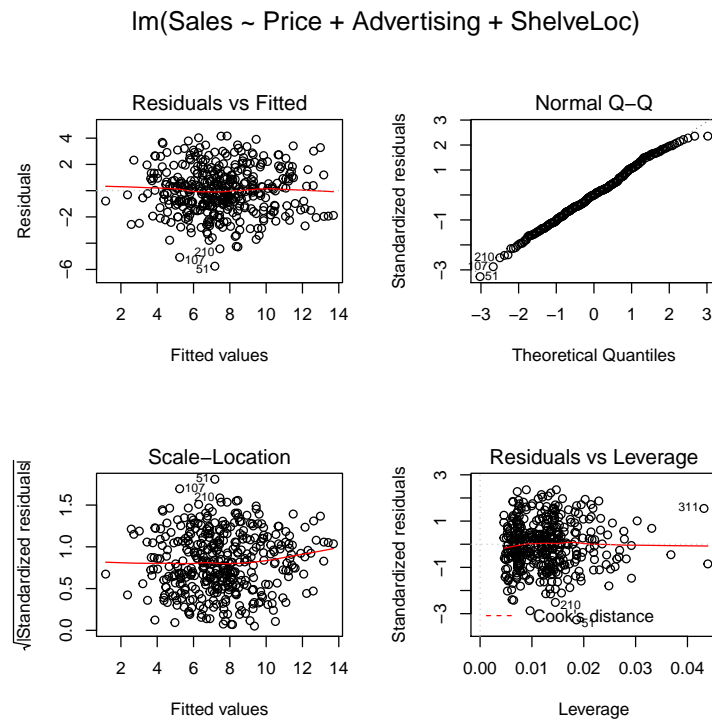 lm(Sales ~ Price + Advertising + ShelveLoc)
Residuals vs Fitted
Residuals
4
2
−2
−6
210
107
51
2 4 6 8 10 12 14
Fitted values
Normal Q−Q
Standardized residuals
3
1
−1
−3
210
107
51
−3 −2 −1 0 1 2 3
Theoretical Quantiles
Scale−Location
√|Standardized residuals|
1.5
1.0
0.5
0.0
51
107
210
2 4 6 8 10 12 14
Fitted values
Residuals vs Leverage
Standardized residuals
3
1
−1
−3
311
210
51
Cook's distance
0.00 0.01 0.02 0.03 0.04
Leverage